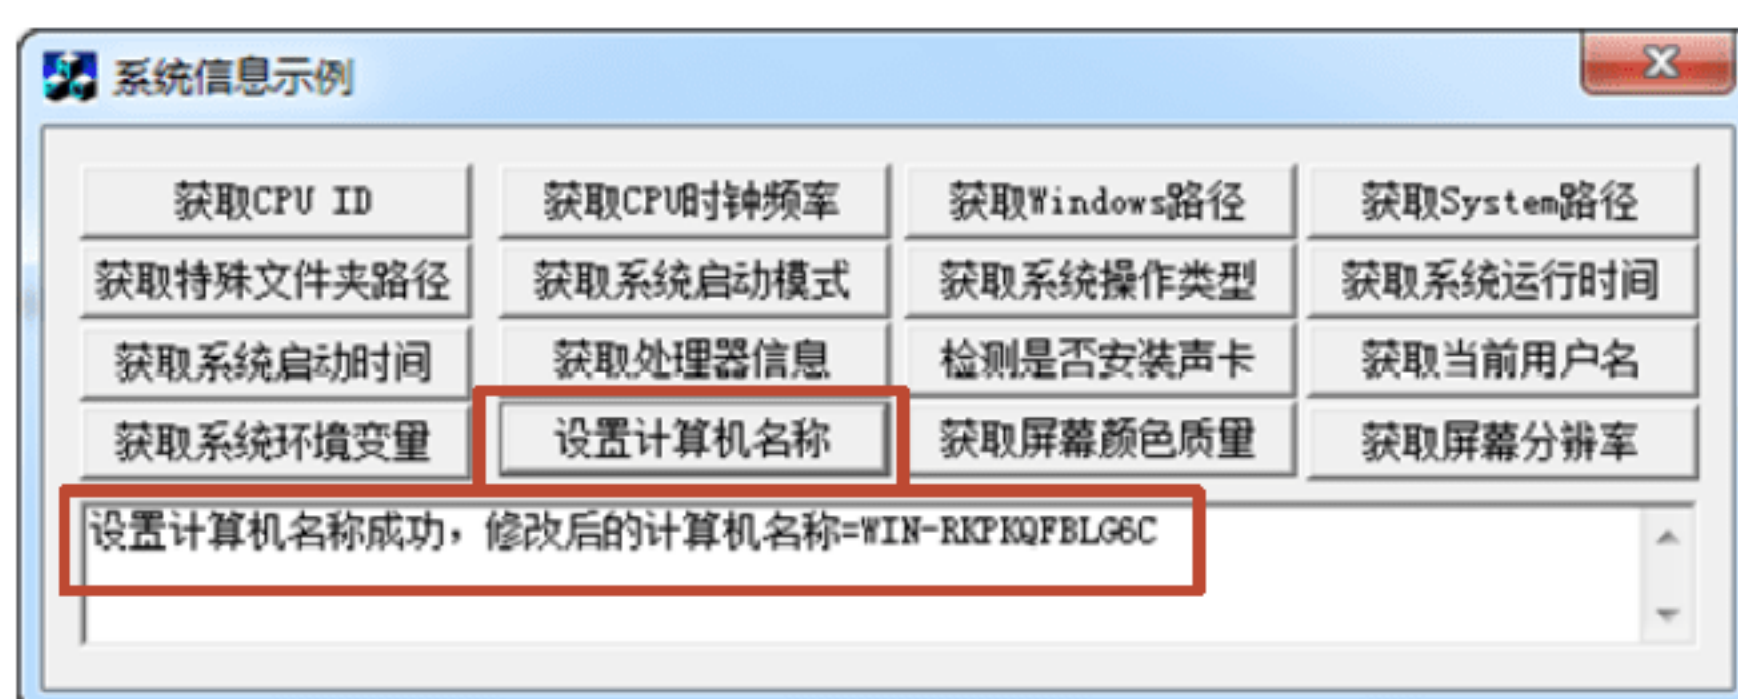 系统信息示例
获取CPU ID 获取CPU时钟频率 获取Windows路径 获取System路径
获取特殊文件夹路径 获取系统启动模式 获取系统操作类型 获取系统运行时间
获取系统启动时间 获取处理器信息 检测是否安装声卡 获取当前用户名
获取系统环境变量 设置计算机名称 获取屏幕颜色质量 获取屏幕分辨率
设置计算机名称成功，修改后的计算机名称=WIN-RKPKQFBLG6C